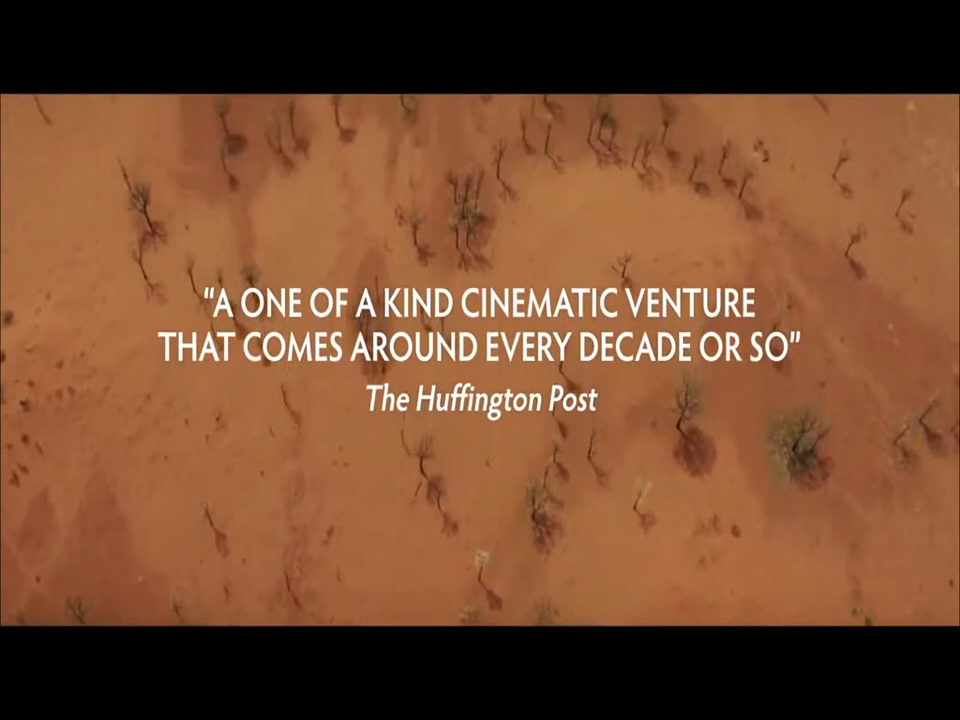 “A ONE OF A KIND CINEMATIC VENTURE
THAT COMES AROUND EVERY DECADE OR SO”
The Huffington Post